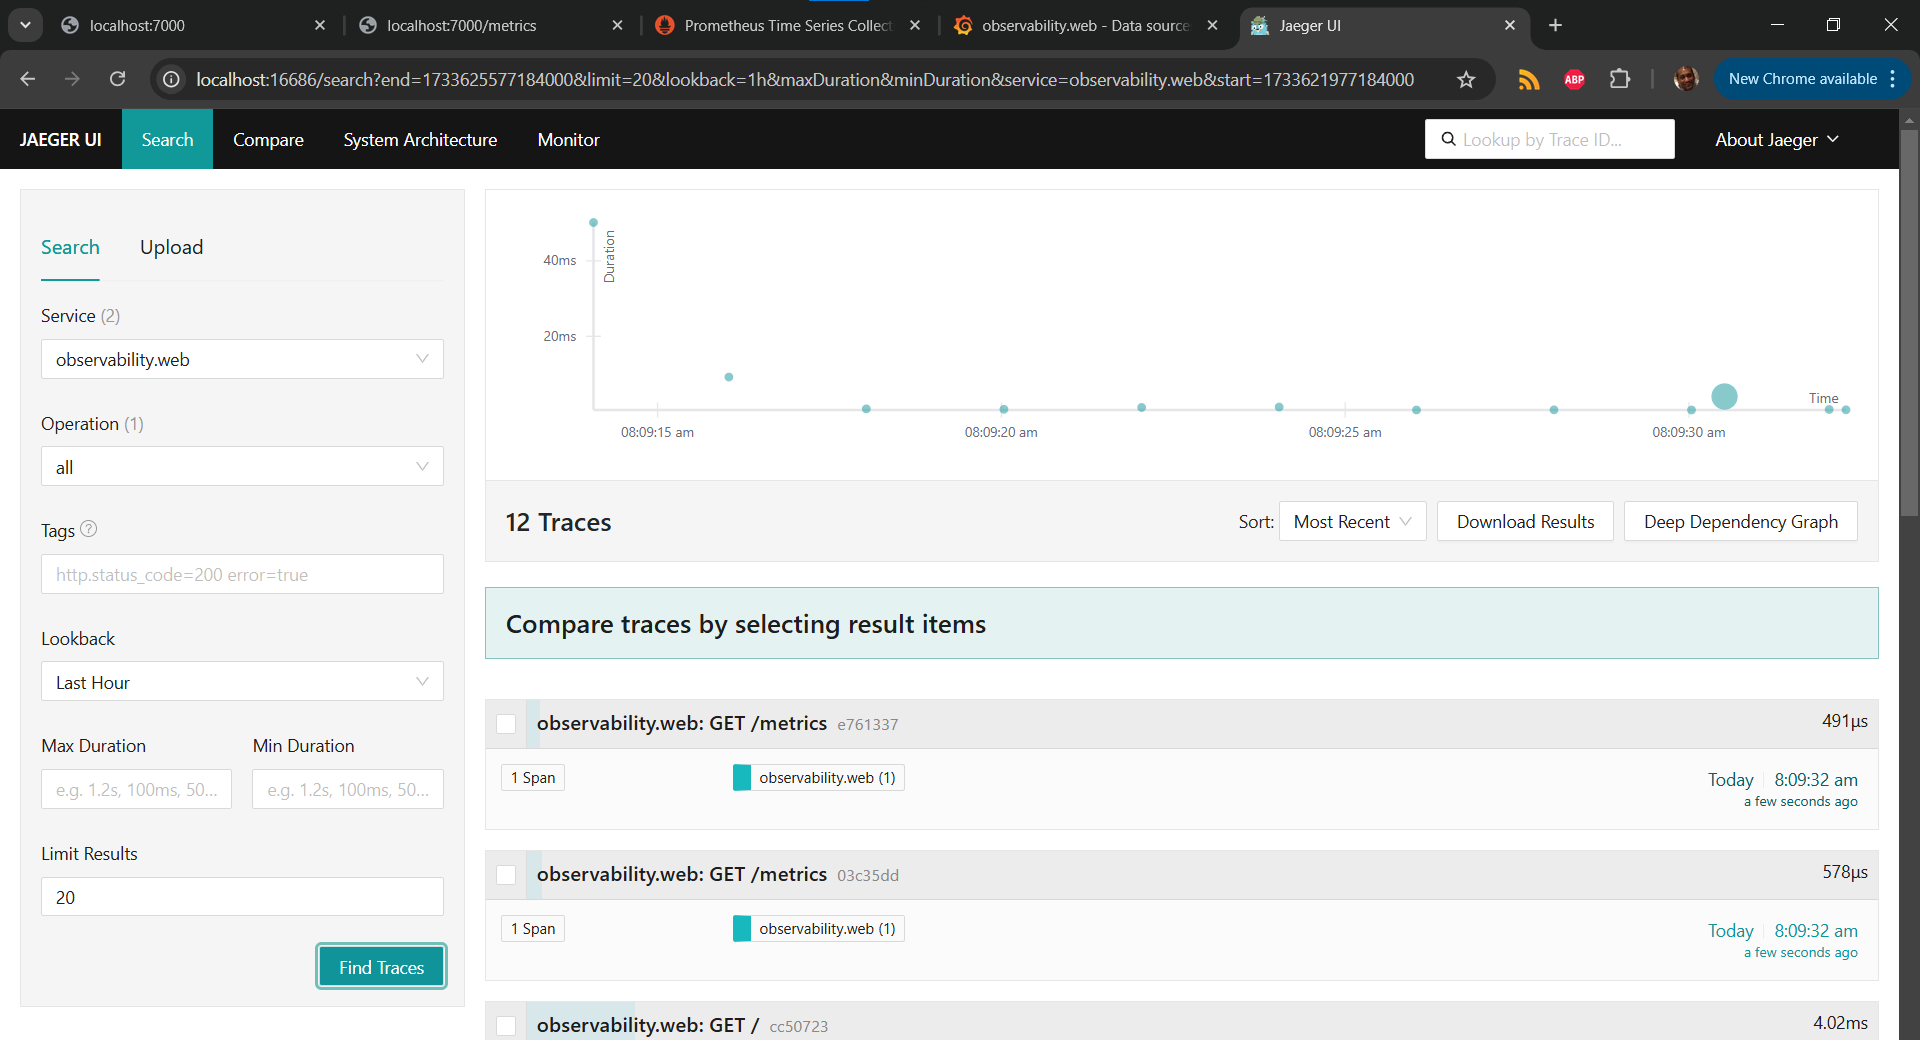 localhost:7000
localhost:7000/metrics
Prometheus Time Series Collect
observability.web - Data source
Jaeger UI
localhost:16686/search?end=1733625577184000&limit=20&lookback=1h&maxDuration&minDuration&service=observability.web&start=1733621977184000
ABP
New Chrome available
JAEGER UI
Search
Compare
System Architecture
Monitor
Lookup by Trace ID...
About Jaeger
Search
Upload
Service (2)
observability.web
Operation (1)
all
Tags
http.status_code=200 error=true
Lookback
Last Hour
Max Duration
Min Duration
e.g. 1.2s, 100ms, 50...
e.g. 1.2s, 100ms, 50...
Limit Results
20
Find Traces
Duration
40ms
20ms
Time
08:09:15 am
08:09:20 am
08:09:25 am
08:09:30 am
12 Traces
Sort:
Most Recent
Download Results
Deep Dependency Graph
Compare traces by selecting result items
observability.web: GET /metrics e761337
491μs
1 Span
observability.web (1)
Today 8:09:32 am
a few seconds ago
observability.web: GET /metrics 03c35dd
578μs
1 Span
observability.web (1)
Today 8:09:32 am
a few seconds ago
observability.web: GET / cc50723
4.02ms